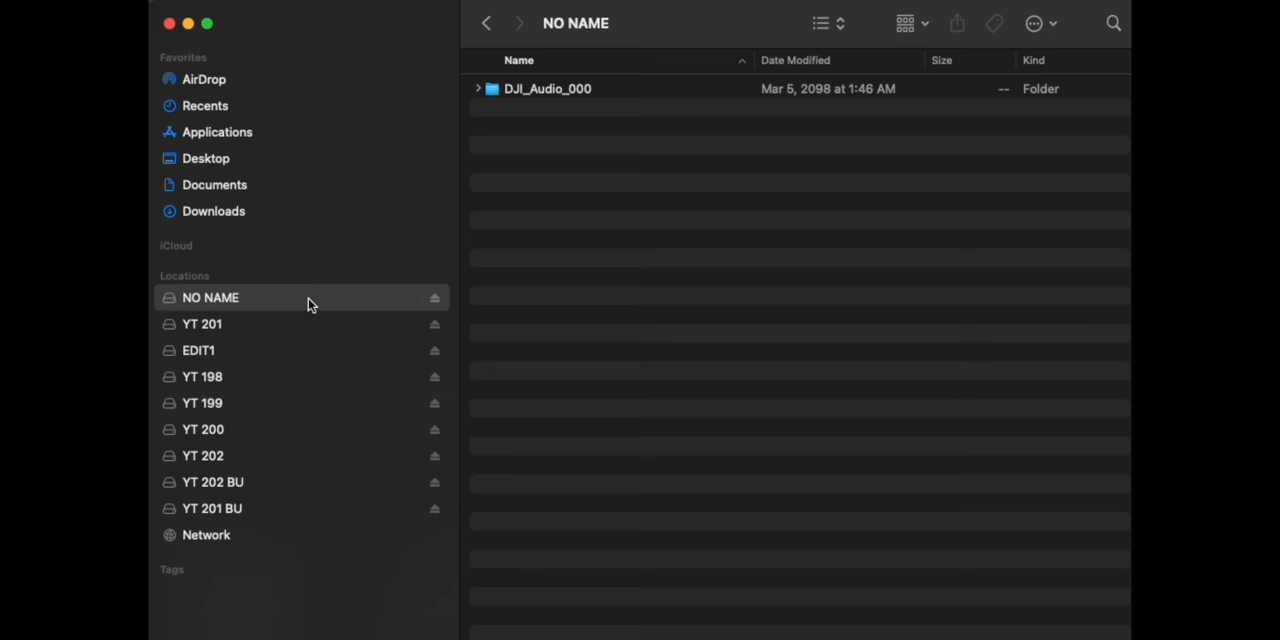 NO NAME
Favorites
AirDrop
Recents
Applications
Desktop
Documents
Downloads
iCloud
Locations
NO NAME
YT 201
EDIT1
YT 198
YT 199
YT 200
YT 202
YT 202 BU
YT 201 BU
Network
Tags
Name Date Modified Size Kind
DJI_Audio_000 Mar 5, 2098 at 1:46 AM -- Folder